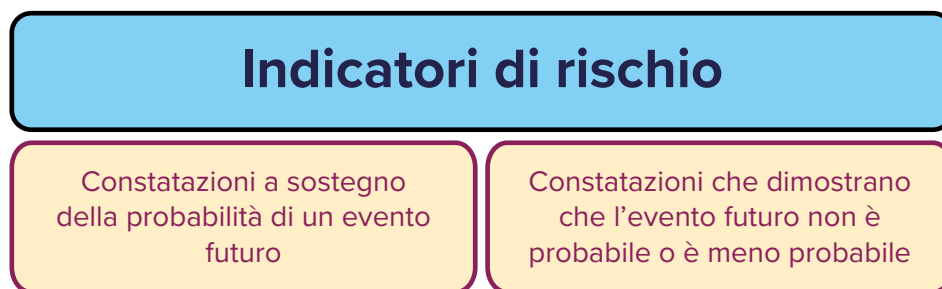 Indicatori di rischio
Constatazioni a sostegno
della probabilità di un evento
futuro
Constatazioni che dimostrano
che l’evento futuro non è
probabile o è meno probabile